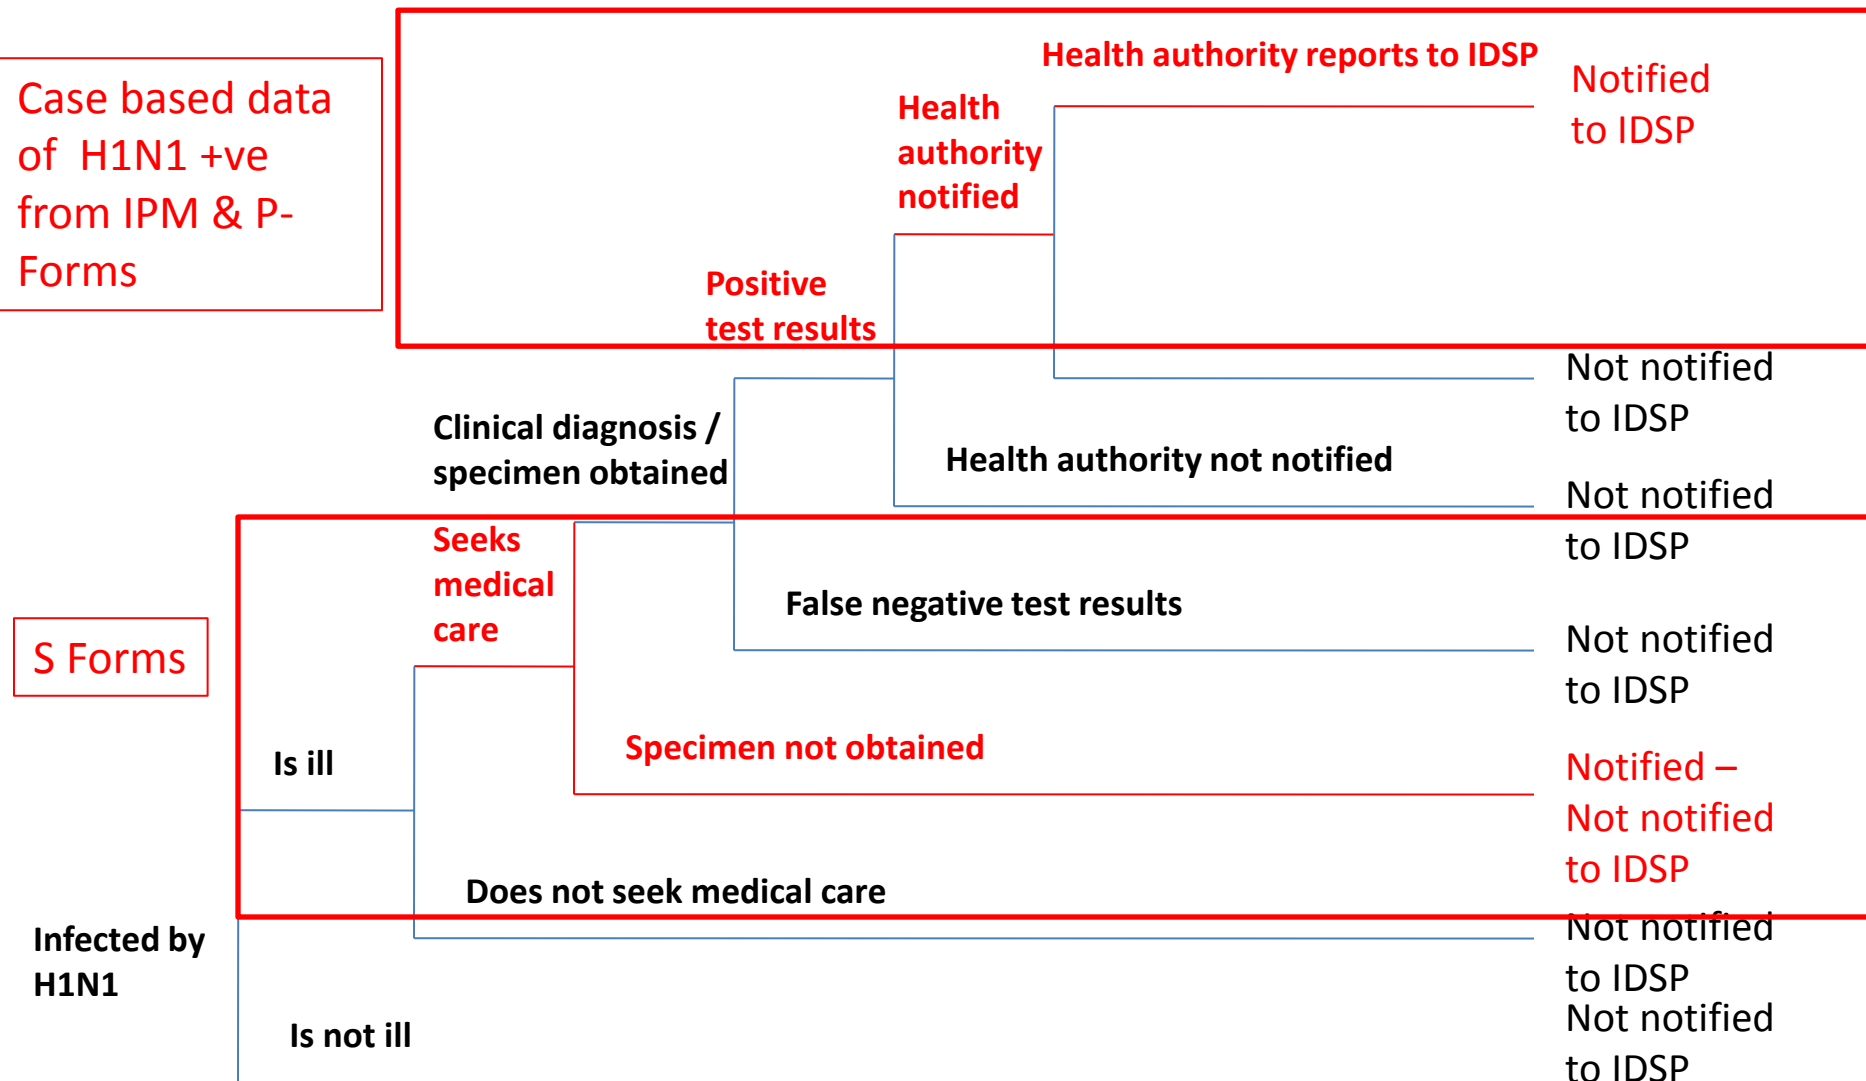 Health authority reports to IDSP
Notified
to IDSP
Case based data
of H1N1 +ve
from IPM & P-
Forms
Health
authority
notified
Positive
test results
Not notified
to IDSP
Clinical diagnosis /
specimen obtained
Health authority not notified
Not notified
to IDSP
Seeks
medical
care
False negative test results
Not notified
to IDSP
S Forms
Is ill
Specimen not obtained
Notified –
Not notified
to IDSP
Does not seek medical care
Not notified
to IDSP
Infected by
H1N1
Is not ill
Not notified
to IDSP